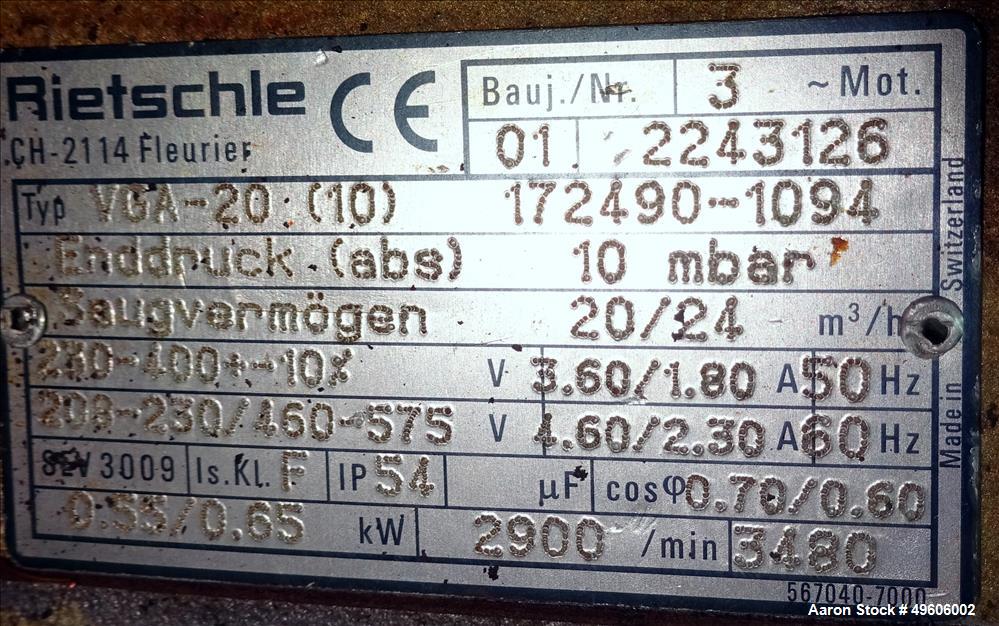 Rietschle CE
CH-2114 Fleurier
Bauj./Nr. 3 ~ Mot.
01 2243126
Typ VGA-20 (10) 172490-1094
Enddruck (abs) 10 mbar
Saugvermögen 20/24 m³/h
230-400+-10% V 3.60/1.80 A 50 Hz
208-230/460-575 V 4.60/2.30 A 60 Hz
SEV 3009 Is.Kl. F IP 54 µF cosφ 0.70/0.60
0.55/0.65 kW 2900 /min 3480
Made in Switzerland
567040-7000
Aaron Stock # 49606002